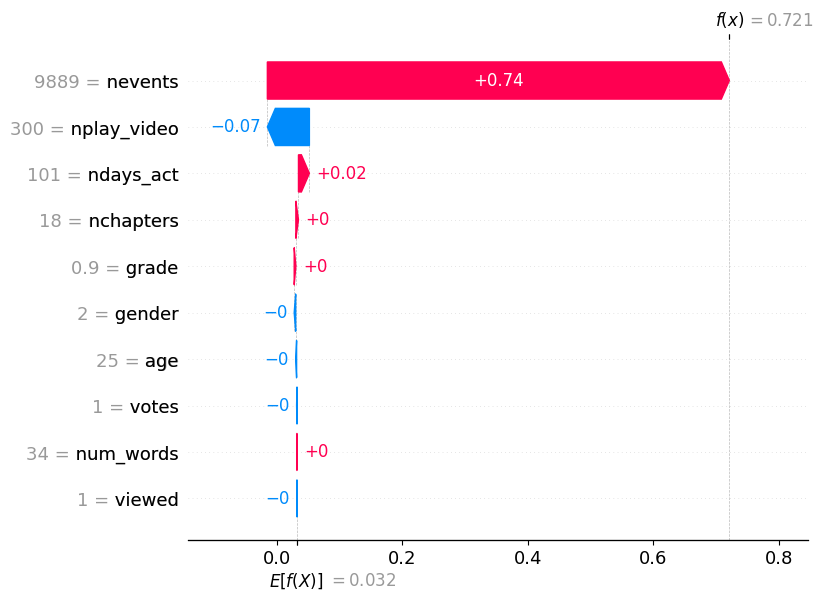 f(x) = 0.721
9889 = nevents
+0.74
300 = nplay_video
−0.07
101 = ndays_act
+0.02
18 = nchapters
+0
0.9 = grade
+0
2 = gender
−0
25 = age
−0
1 = votes
−0
34 = num_words
+0
1 = viewed
−0
0.0 0.2 0.4 0.6 0.8
E[f(X)] = 0.032